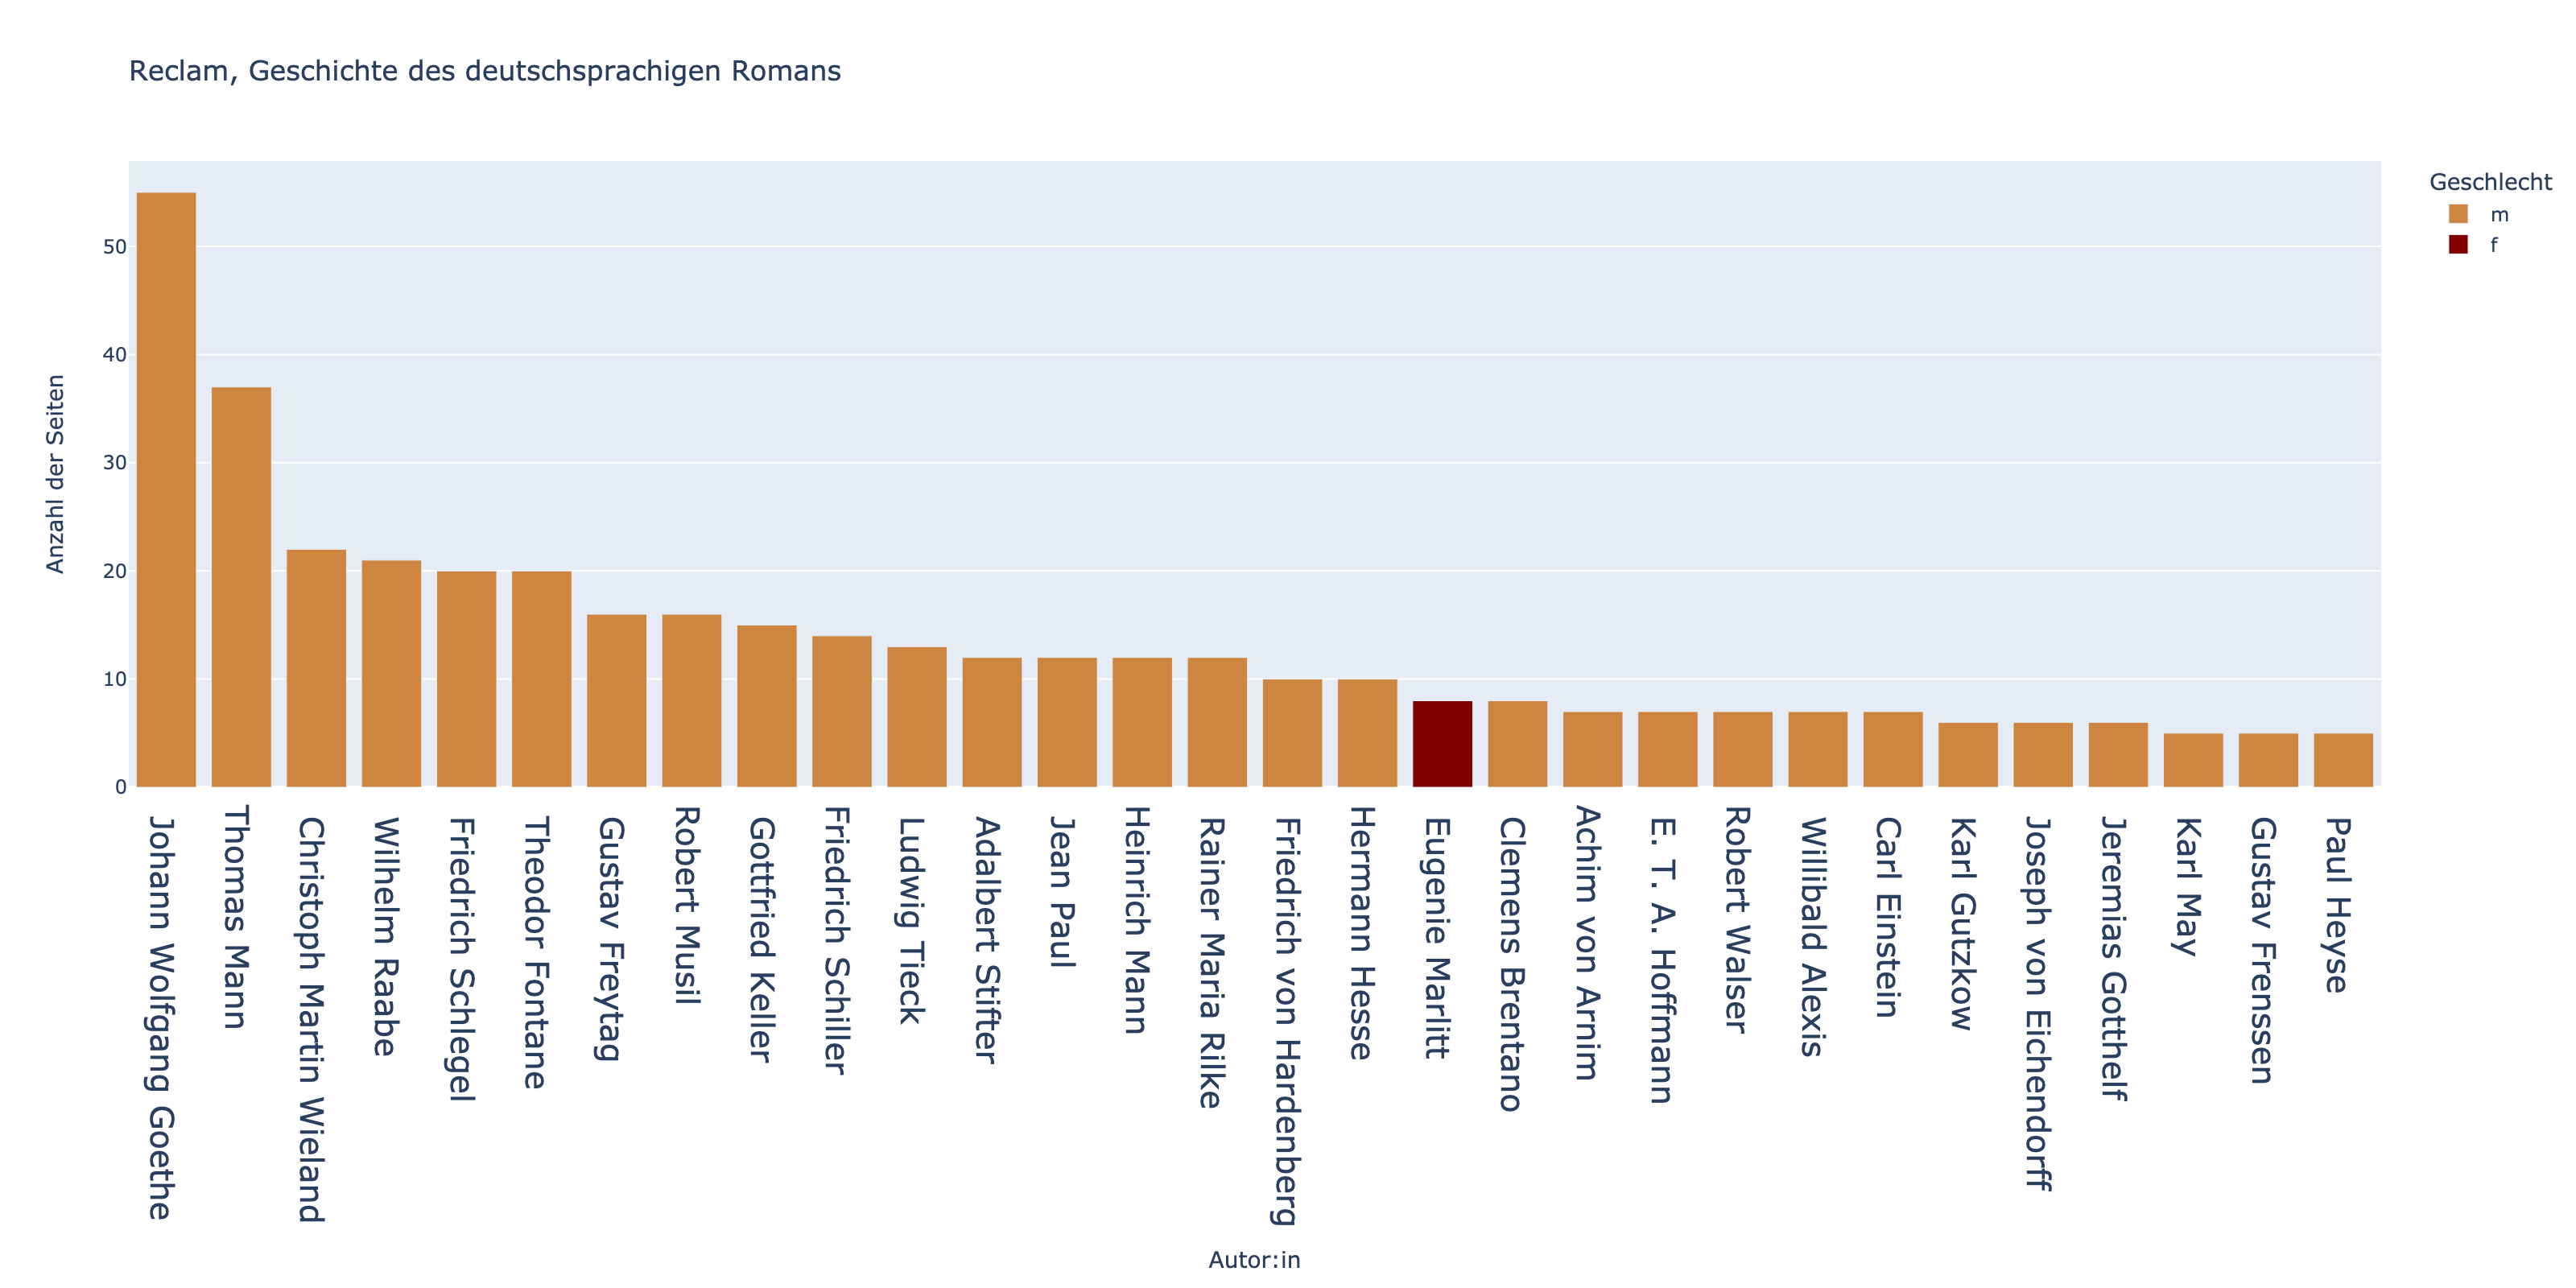 Reclam, Geschichte des deutschsprachigen Romans
Geschlecht
m
f
Anzahl der Seiten
50
40
30
20
10
0
Johann Wolfgang Goethe
Thomas Mann
Christoph Martin Wieland
Wilhelm Raabe
Friedrich Schlegel
Theodor Fontane
Gustav Freytag
Robert Musil
Gottfried Keller
Friedrich Schiller
Ludwig Tieck
Adalbert Stifter
Jean Paul
Heinrich Mann
Rainer Maria Rilke
Friedrich von Hardenberg
Hermann Hesse
Eugenie Marlitt
Clemens Brentano
Achim von Arnim
E. T. A. Hoffmann
Robert Walser
Willibald Alexis
Carl Einstein
Karl Gutzkow
Joseph von Eichendorff
Jeremias Gotthelf
Karl May
Gustav Frenssen
Paul Heyse
Autor:in